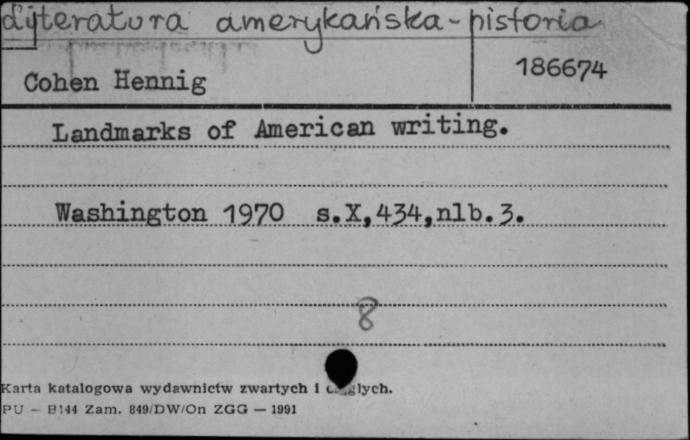 Literatura amerykańska-historia
Cohen Hennig
186674
Landmarks of American writing.
Washington 1970 s.X,434,nlb.3.
8
Karta katalogowa wydawnictw zwartych i ciągłych.
PU — B144 Zam. 849/DW/On ZGG — 1991